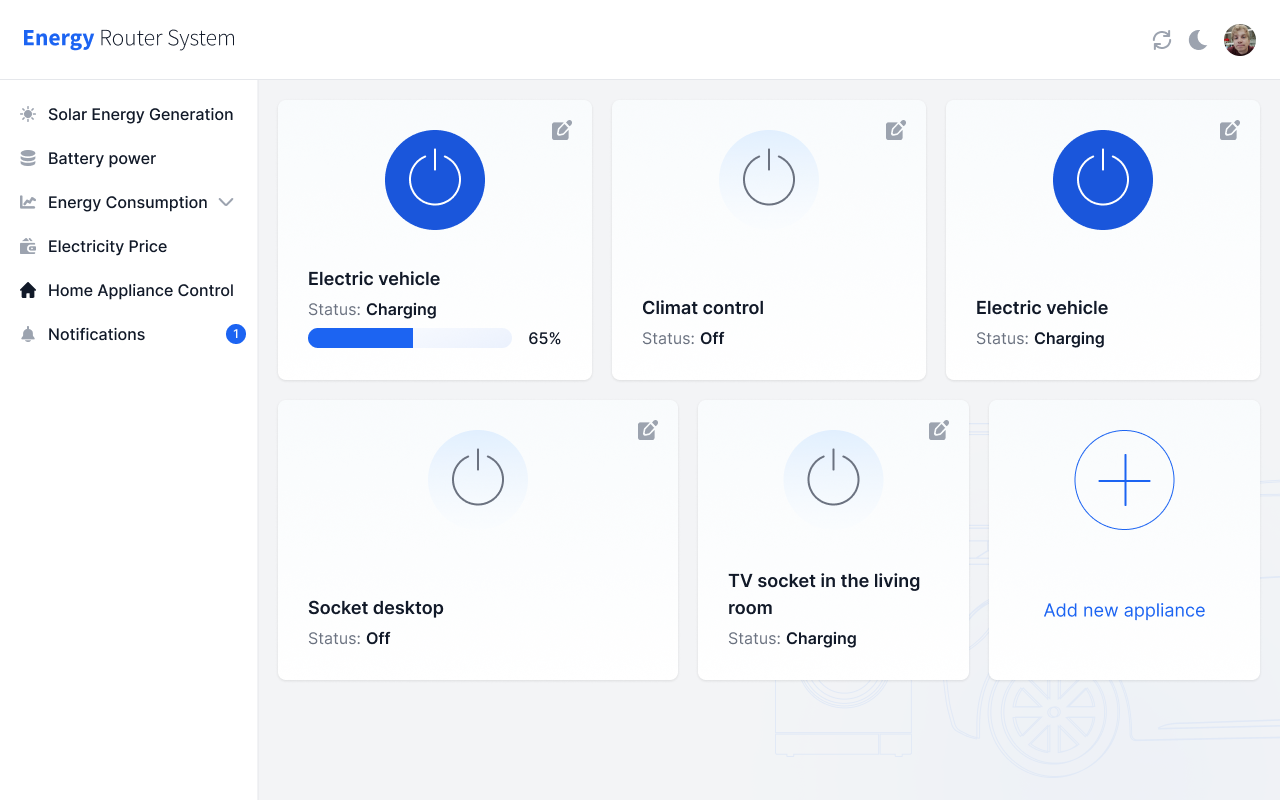 Energy Router System
Solar Energy Generation
Battery power
Energy Consumption
Electricity Price
Home Appliance Control
Notifications 1
Electric vehicle
Status: Charging
65%
Climat control
Status: Off
Electric vehicle
Status: Charging
Socket desktop
Status: Off
TV socket in the living
room
Status: Charging
Add new appliance